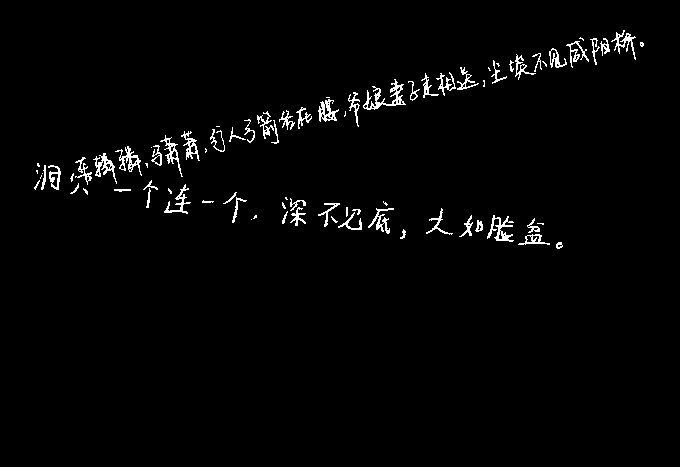 车辚辚,马萧萧,行人弓箭各在腰,爷娘妻子走相送,尘埃不见咸阳桥。
洞穴一个连一个,深不见底,大如脸盆。